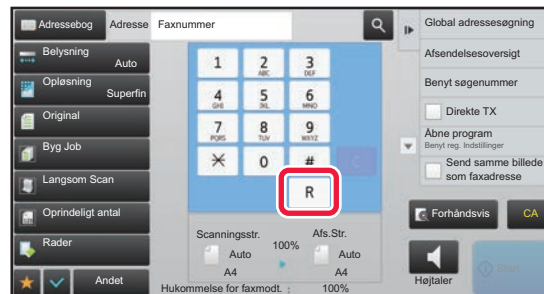 Adressebog
Adresse
Faxnummer
Global adressesøgning
Afsendelsesoversigt
Benyt søgenummer
Direkte TX
Åbne program
Benyt reg. Indstillinger
Send samme billede
som faxadresse
Forhåndsvis
CA
Højtaler
Start
Belysning
Auto
Opløsning
Superfin
Original
Byg Job
Langsom Scan
Oprindeligt antal
Rader
Andet
1
2
ABC
3
DEF
4
GHI
5
JKL
6
MNO
7
PQRS
8
TUV
9
WXYZ
0
#
C
R
Scanningsstr.
100%
Afs.Str.
Auto
A4
Auto
A4
Hukommelse for faxmodt. : 100%